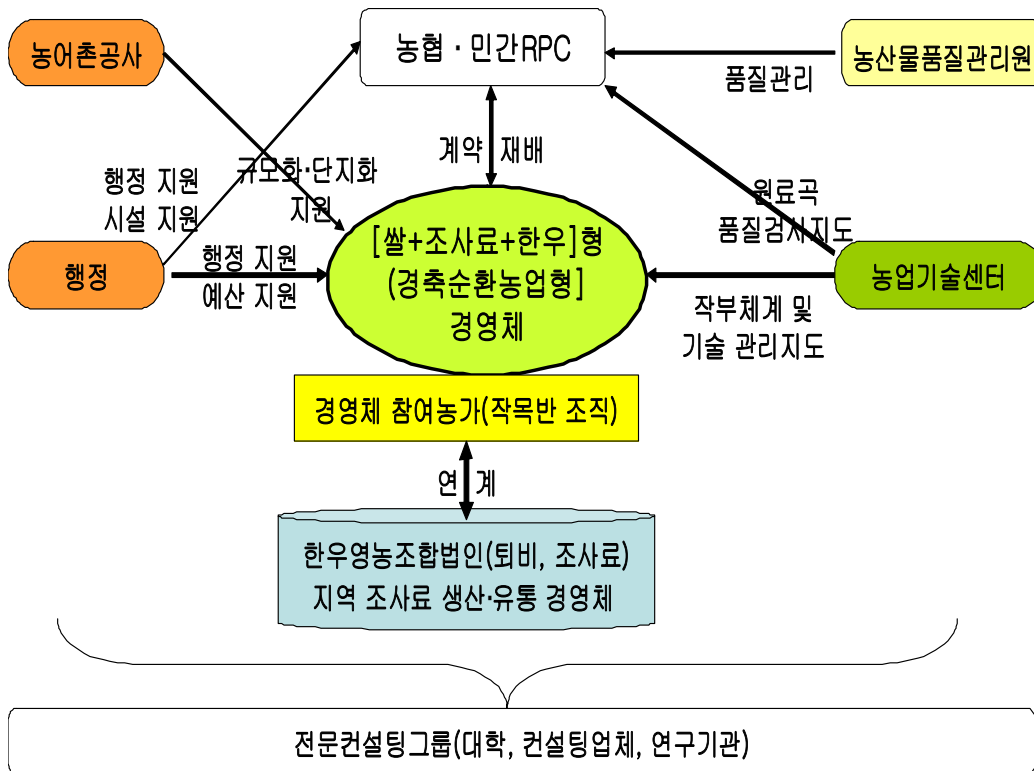 농어촌공사
농협·민간RPC
농산물품질관리원
품질관리
계약 재배
행정 지원
시설 지원
규모화·단지화
지원
원료곡
품질검사지도
행정
행정 지원
예산 지원
[쌀+조사료+한우]형
(경축순환농업형]
경영체
농업기술센터
작부체계 및
기술 관리지도
경영체 참여농가(작목반 조직)
연 계
한우영농조합법인(퇴비, 조사료)
지역 조사료 생산·유통 경영체
전문컨설팅그룹(대학, 컨설팅업체, 연구기관)